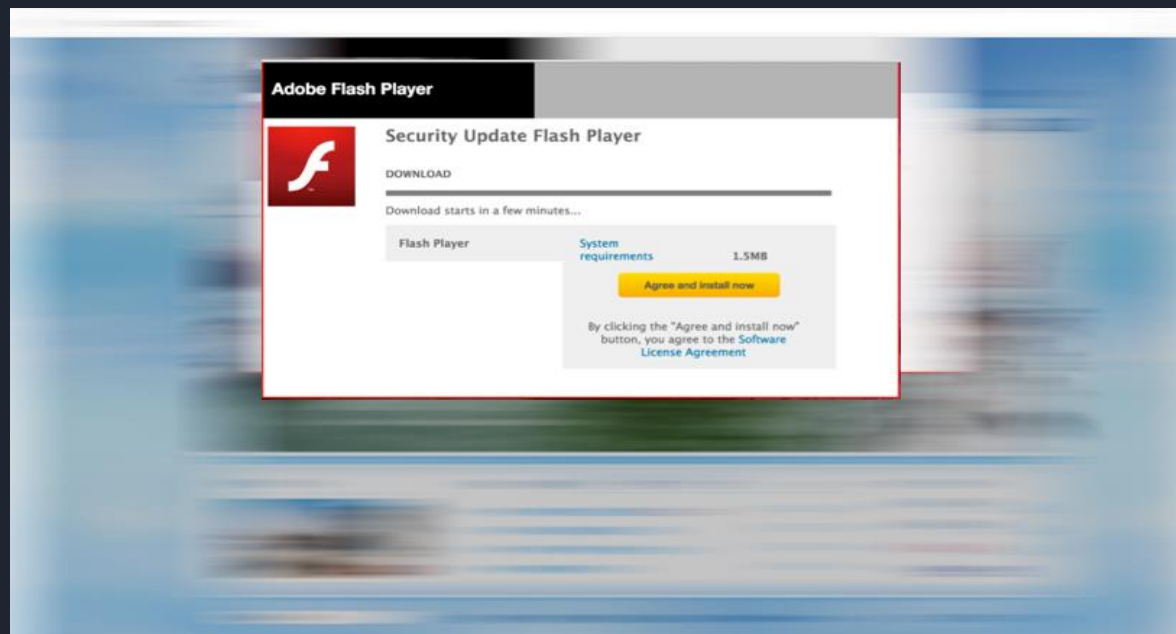 Adobe Flash Player
Security Update Flash Player
DOWNLOAD
Download starts in a few minutes...
Flash Player
System
requirements
1.5MB
Agree and install now
By clicking the "Agree and install now"
button, you agree to the Software
License Agreement